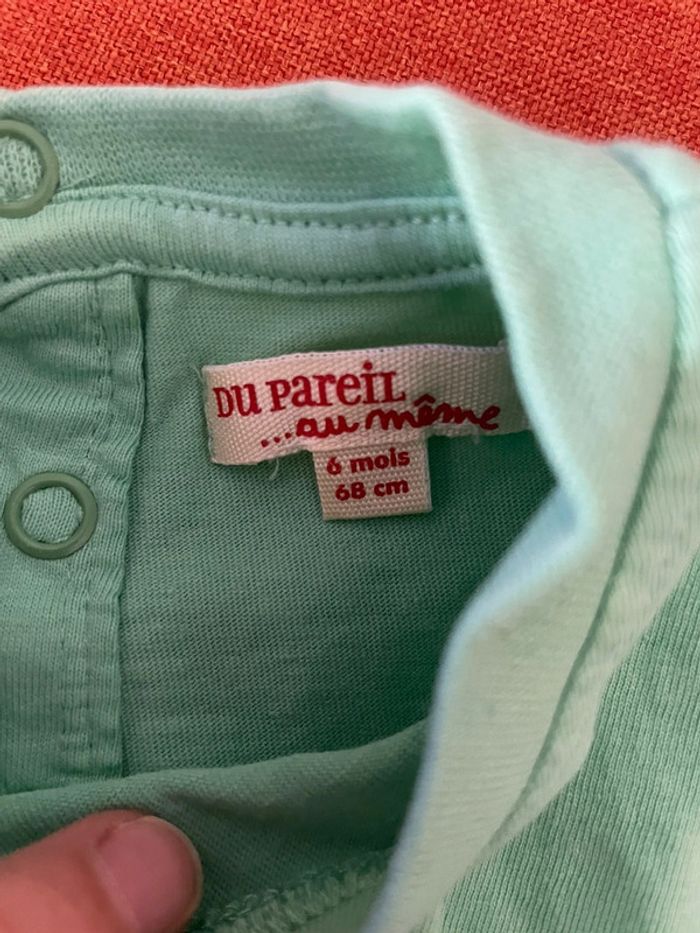 DU PAREIL
...au même
6 mois
68 cm